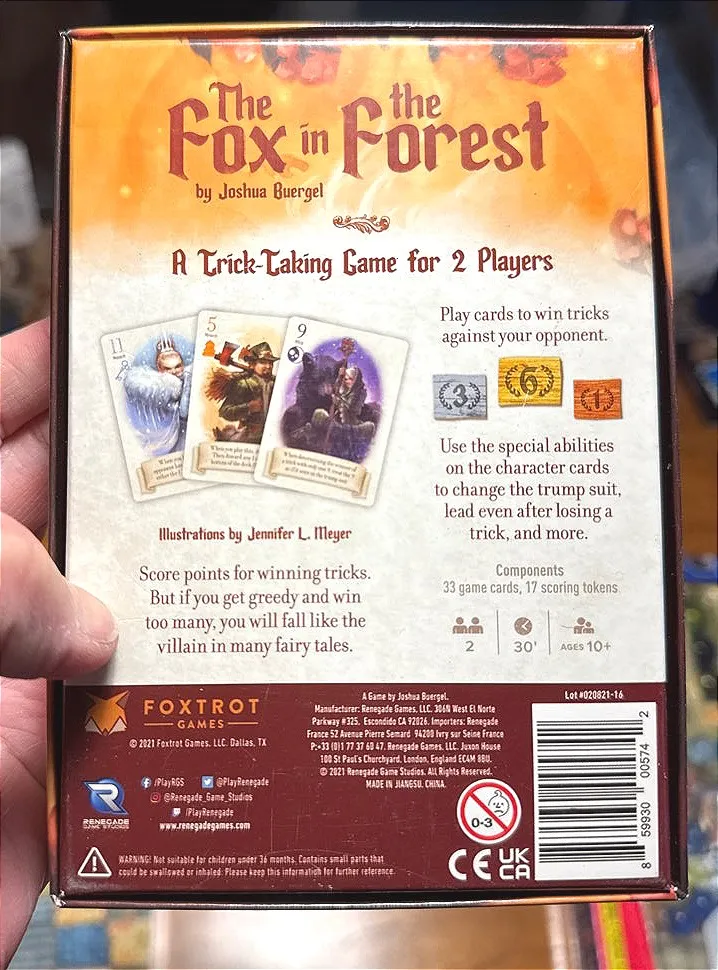 The Fox in the Forest
by Joshua Buergel
A Trick-Taking Game for 2 Players
Play cards to win tricks
against your opponent.
11
5
9
3
6
1
Use the special abilities
on the character cards
to change the trump suit,
lead even after losing a
trick, and more.
Illustrations by Jennifer L. Meyer
Score points for winning tricks.
But if you get greedy and win
too many, you will fall like the
villain in many fairy tales.
Components
33 game cards, 17 scoring tokens
2
30'
AGES 10+
FOXTROT
GAMES
© 2021 Foxtrot Games, LLC. Dallas, TX
A Game by Joshua Buergel.
Manufacturer: Renegade Games, LLC. 306N West El Norte
Parkway #325, Escondido CA 92026. Importers: Renegade
France 52 Avenue Pierre Semard 94200 Ivry sur Seine France
P:+33 (0)1 77 37 60 47. Renegade Games, LLC. Juxon House
100 St Paul's Churchyard. London, England EC4M 8BU.
© 2021 Renegade Game Studios. All Rights Reserved.
MADE IN JIANGSU, CHINA.
Lot #020821-16
RENEGADE
GAME STUDIOS
/PlayRGS
@PlayRenegade
@Renegade_Game_Studios
/PlayRenegade
www.renegadegames.com
0-3
CE UK CA
8 59930 00574 2
WARNING! Not suitable for children under 36 months. Contains small parts that
could be swallowed or inhaled. Please keep this information for further reference.